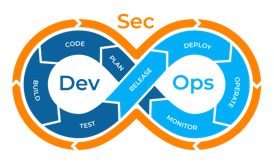 Sec
Dev
Ops
PLAN
CODE
BUILD
TEST
RELEASE
DEPLOY
OPERATE
MONITOR